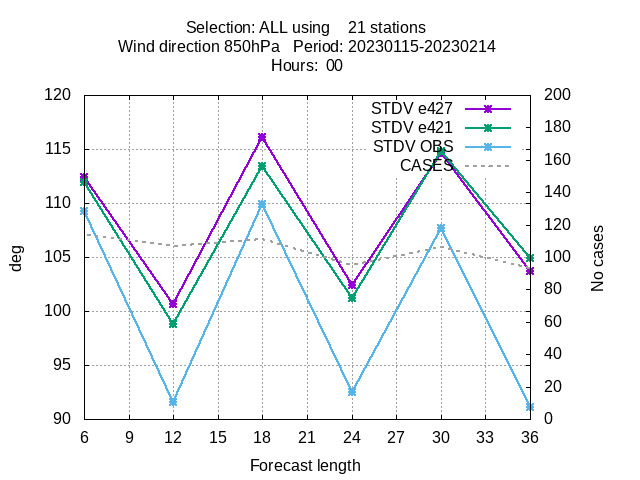 Selection: ALL using    21 stations
Wind direction 850hPa   Period: 20230115-20230214
Hours:  00
120
115
110
105
100
95
90
200
180
160
140
120
100
80
60
40
20
0
STDV e427
STDV e421
STDV OBS
CASES
deg
No cases
6 9 12 15 18 21 24 27 30 33 36
Forecast length